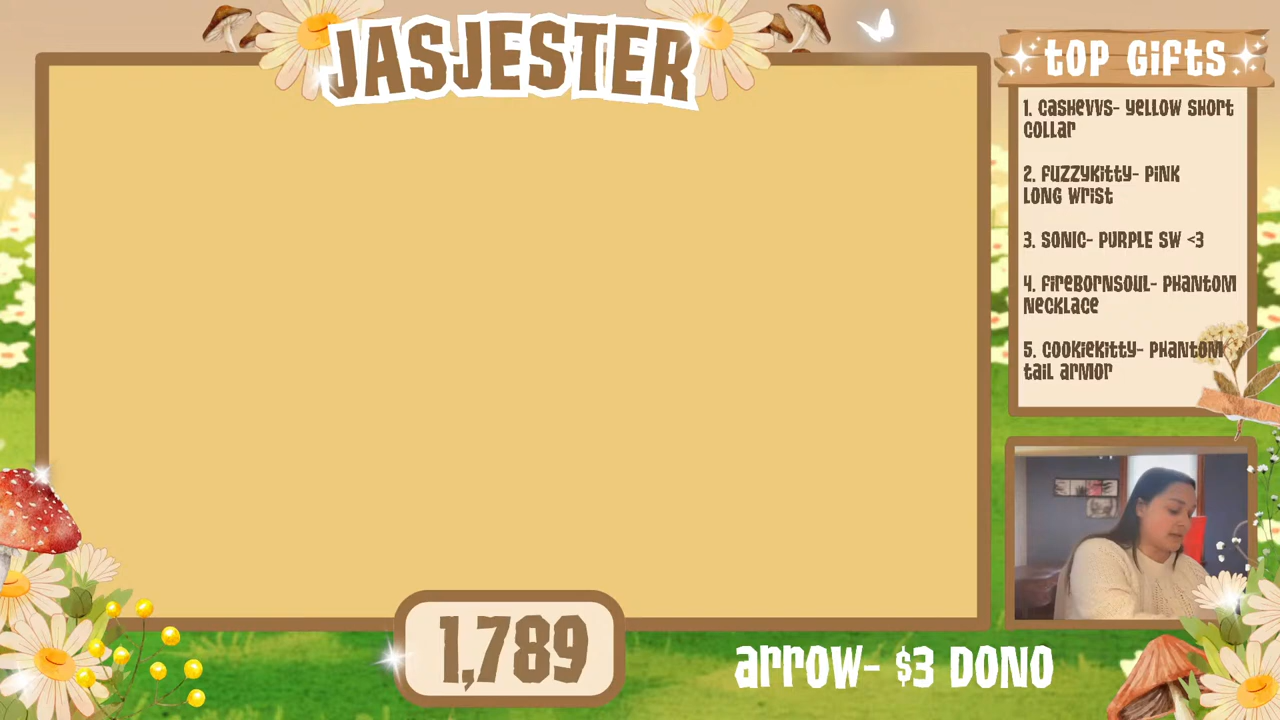 JASJESTER
TOP GIFTS
1. CASHEVVS- YELLOW SHORT
COLLAR
2. FUZZYKITTY- PINK
LONG WRIST
3. SONIC- PURPLE SW <3
4. FIREBORNSOUL- PHANTOM
NECKLACE
5. COOKIEKITTY- PHANTOM
TAIL ARMOR
1,789
ARROW- $3 DONO